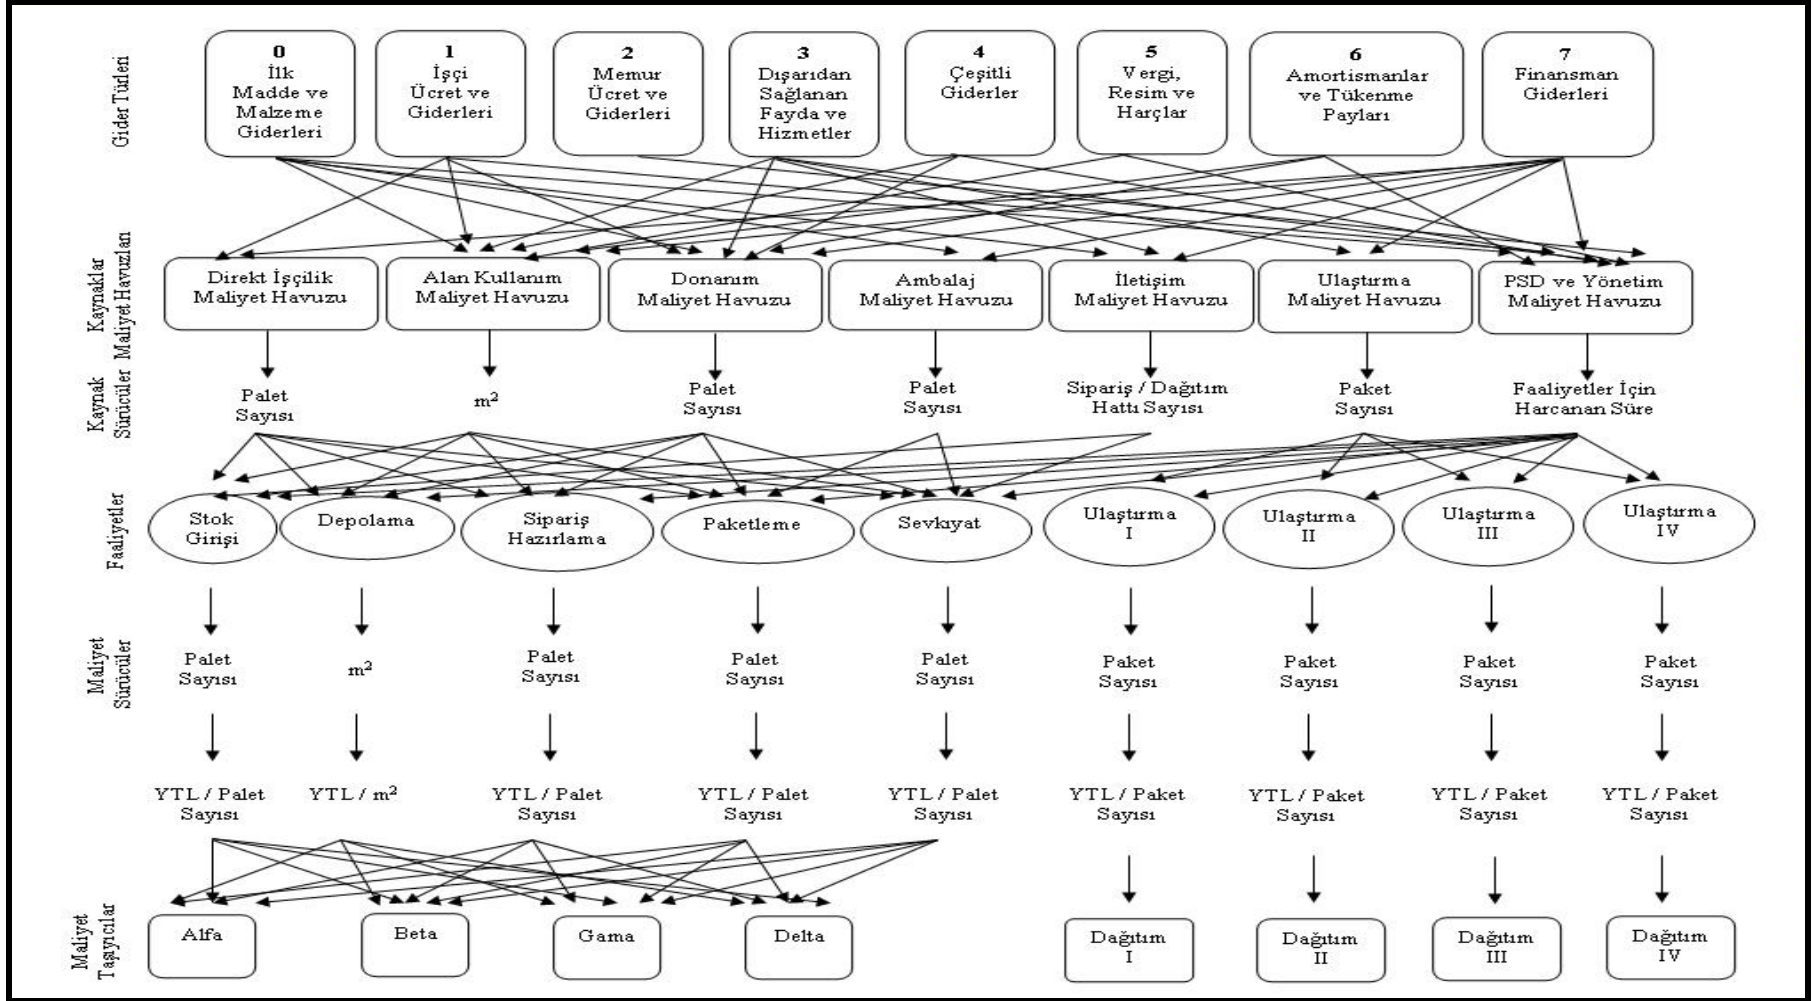 Gider Türleri
0
İlk
Madde ve
Malzeme
Giderleri
1
İşçi
Ücret ve
Giderleri
2
Memur
Ücret ve
Giderleri
3
Dışarıdan
Sağlanan
Fayda ve
Hizmetler
4
Çeşitli
Giderler
5
Vergi,
Resim ve
Harçlar
6
Amortismanlar
ve Tükenme
Payları
7
Finansman
Giderleri
Kaynaklar
Maliyet Havuzları
Direkt İşçilik
Maliyet Havuzu
Alan Kullanım
Maliyet Havuzu
Donanım
Maliyet Havuzu
Ambalaj
Maliyet Havuzu
İletişim
Maliyet Havuzu
Ulaştırma
Maliyet Havuzu
PSD ve Yönetim
Maliyet Havuzu
Kaynak
Sürücüler
Palet
Sayısı
m²
Palet
Sayısı
Palet
Sayısı
Sipariş / Dağıtım
Hattı Sayısı
Paket
Sayısı
Faaliyetler İçin
Harcanan Süre
Faaliyetler
Stok
Girişi
Depolama
Sipariş
Hazırlama
Paketleme
Sevkıyat
Ulaştırma
I
Ulaştırma
II
Ulaştırma
III
Ulaştırma
IV
Maliyet
Sürücüler
Palet
Sayısı
m²
Palet
Sayısı
Palet
Sayısı
Palet
Sayısı
Paket
Sayısı
Paket
Sayısı
Paket
Sayısı
Paket
Sayısı
YTL / Palet
Sayısı
YTL / m²
YTL / Palet
Sayısı
YTL / Palet
Sayısı
YTL / Palet
Sayısı
YTL / Paket
Sayısı
YTL / Paket
Sayısı
YTL / Paket
Sayısı
YTL / Paket
Sayısı
Maliyet
Taşıyıcılar
Alfa
Beta
Gama
Delta
Dağıtım
I
Dağıtım
II
Dağıtım
III
Dağıtım
IV